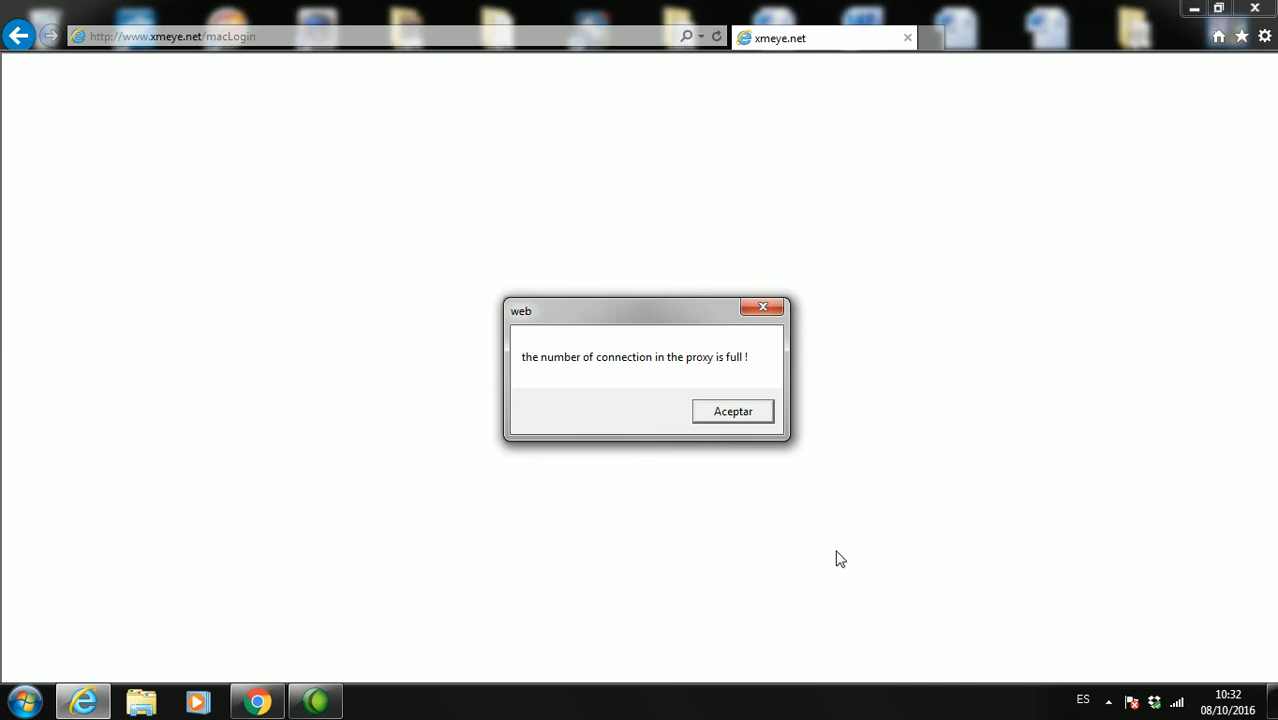 http://www.xmeye.net/macLogin
xmeye.net
web
the number of connection in the proxy is full !
Aceptar
ES
10:32
08/10/2016